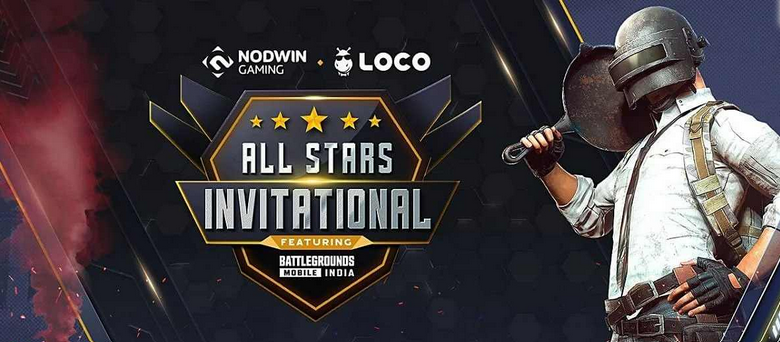 NODWIN GAMING · LOCO
ALL STARS
INVITATIONAL
FEATURING
BATTLEGROUNDS
MOBILE INDIA